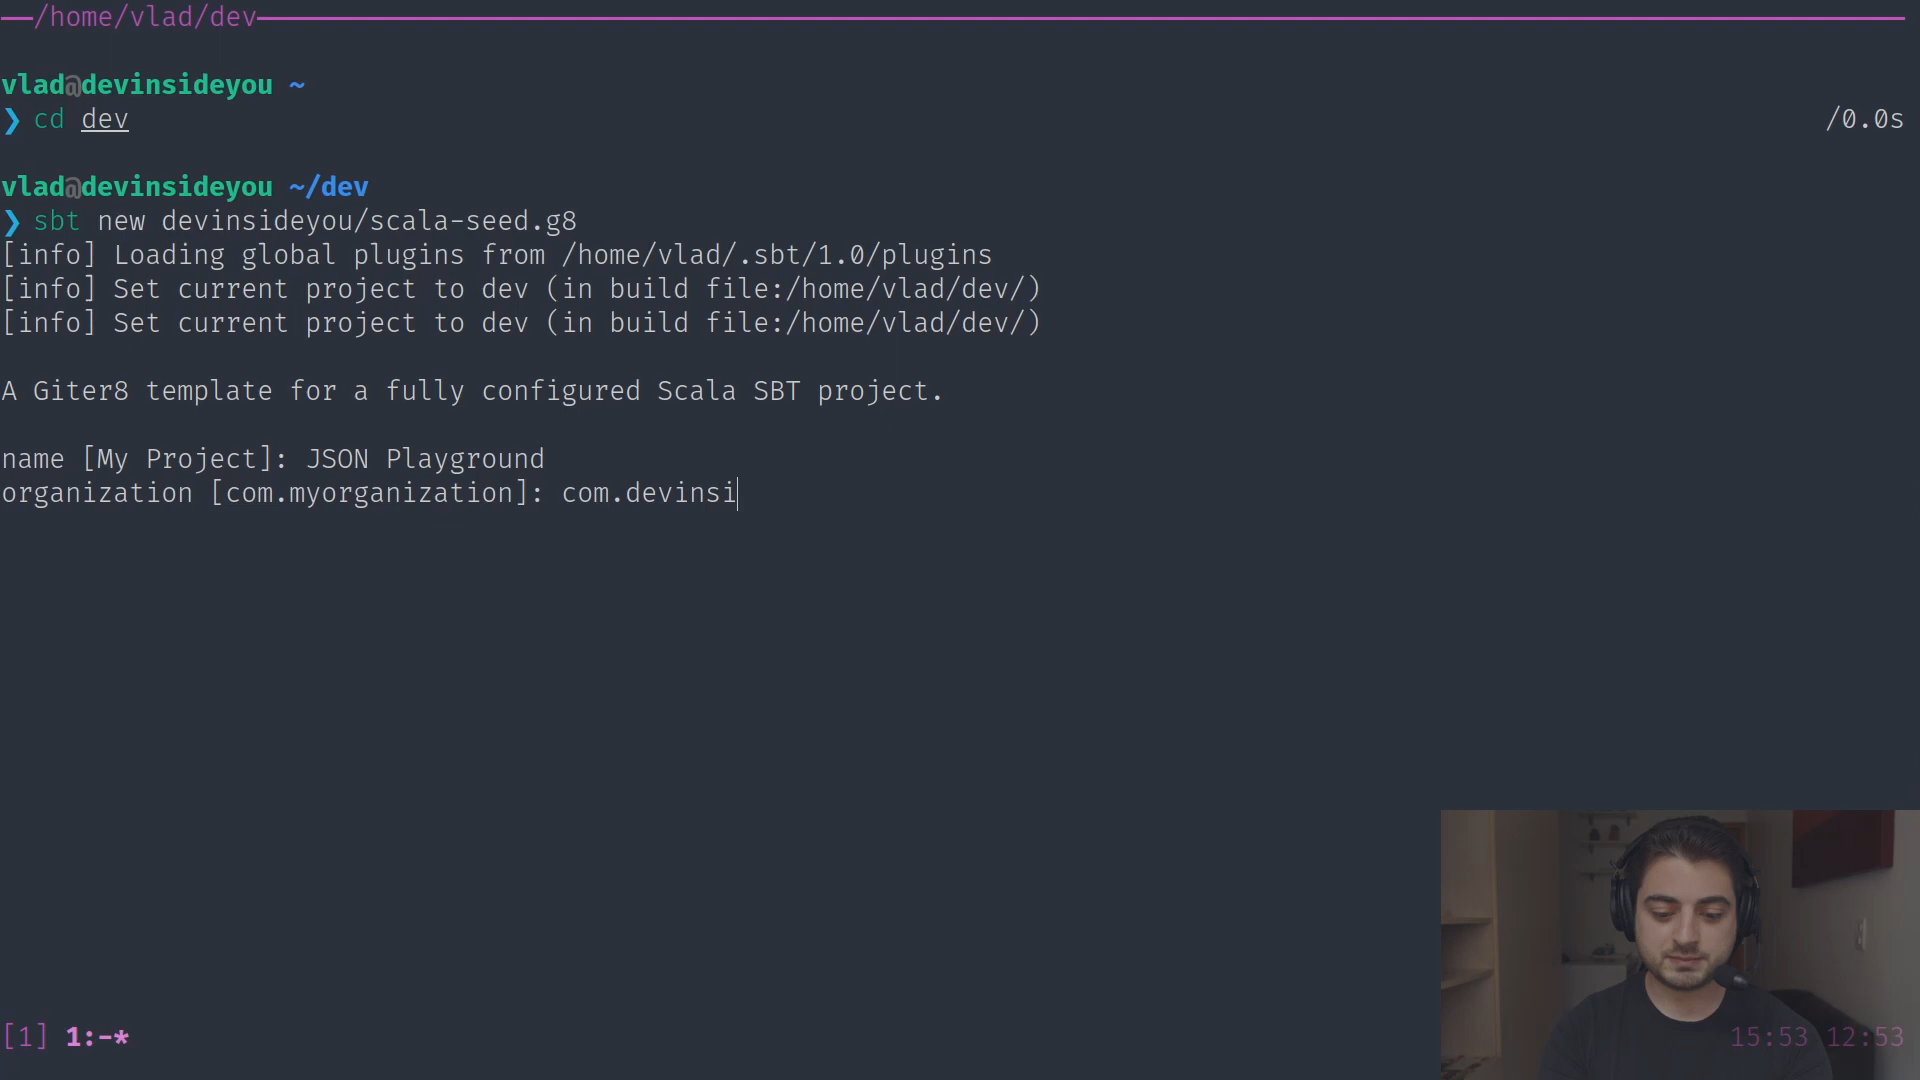 /home/vlad/dev
vlad@devinsideyou ~
❯ cd dev /0.0s
vlad@devinsideyou ~/dev
❯ sbt new devinsideyou/scala-seed.g8
[info] Loading global plugins from /home/vlad/.sbt/1.0/plugins
[info] Set current project to dev (in build file:/home/vlad/dev/)
[info] Set current project to dev (in build file:/home/vlad/dev/)
A Giter8 template for a fully configured Scala SBT project.
name [My Project]: JSON Playground
organization [com.myorganization]: com.devinsi
[1] 1:-* 15:53 12:53